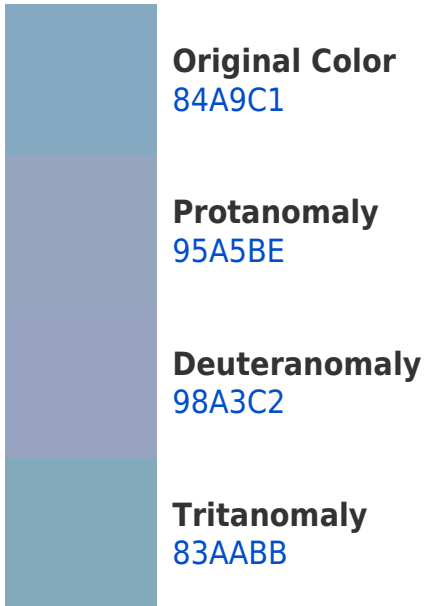 Original Color
84A9C1
Protanomaly
95A5BE
Deuteranomaly
98A3C2
Tritanomaly
83AABB